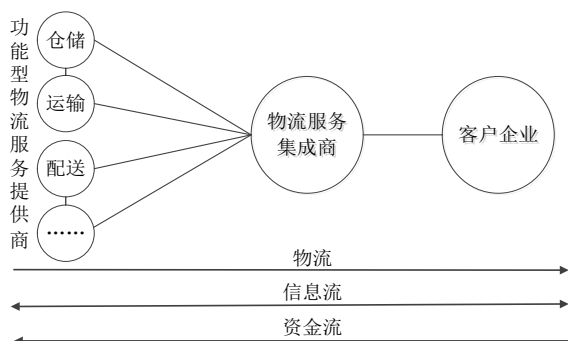 功能型物流服务提供商
仓储
运输
配送
……
物流服务
集成商
客户企业
物流
信息流
资金流